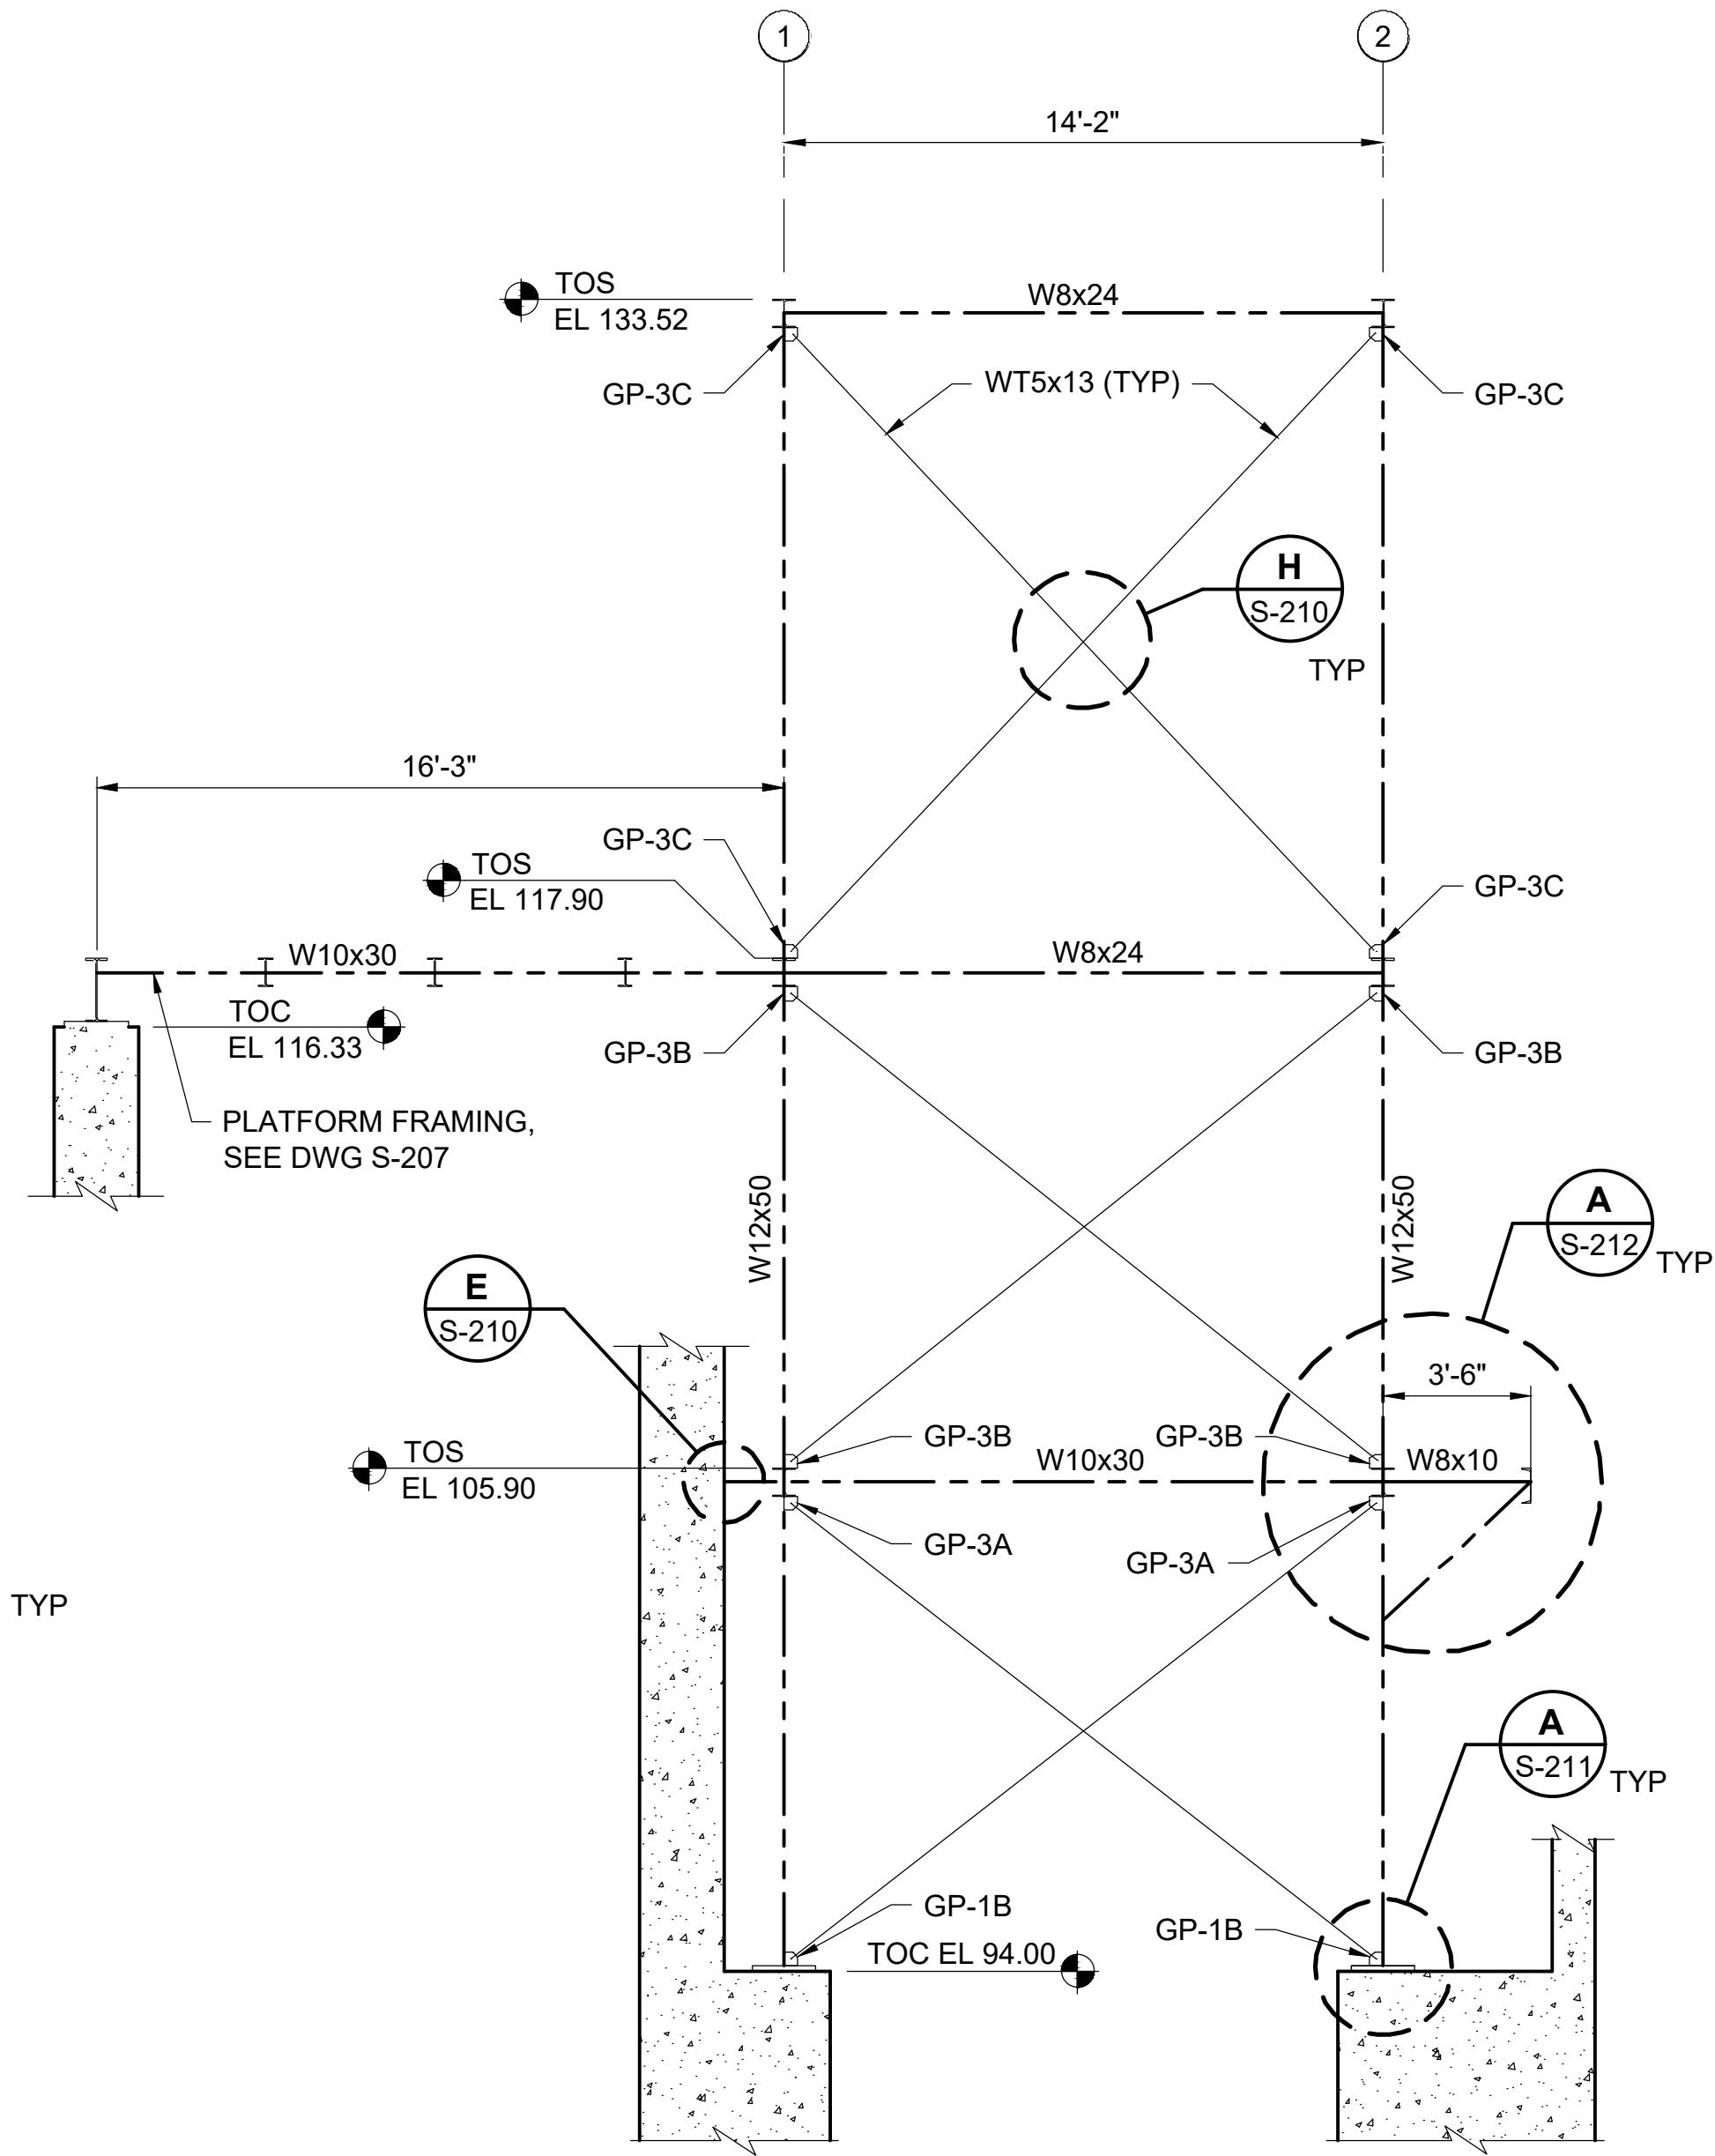 1
2
14'-2"
TOS
EL 133.52
W8x24
GP-3C
WT5x13 (TYP)
GP-3C
H
S-210
TYP
16'-3"
GP-3C
TOS
EL 117.90
GP-3C
W10x30
W8x24
TOC
EL 116.33
GP-3B
GP-3B
PLATFORM FRAMING,
SEE DWG S-207
W12x50
W12x50
A
S-212
TYP
E
S-210
3'-6"
TOS
EL 105.90
GP-3B
GP-3B
W10x30
W8x10
GP-3A
GP-3A
TYP
A
S-211
TYP
GP-1B
GP-1B
TOC EL 94.00